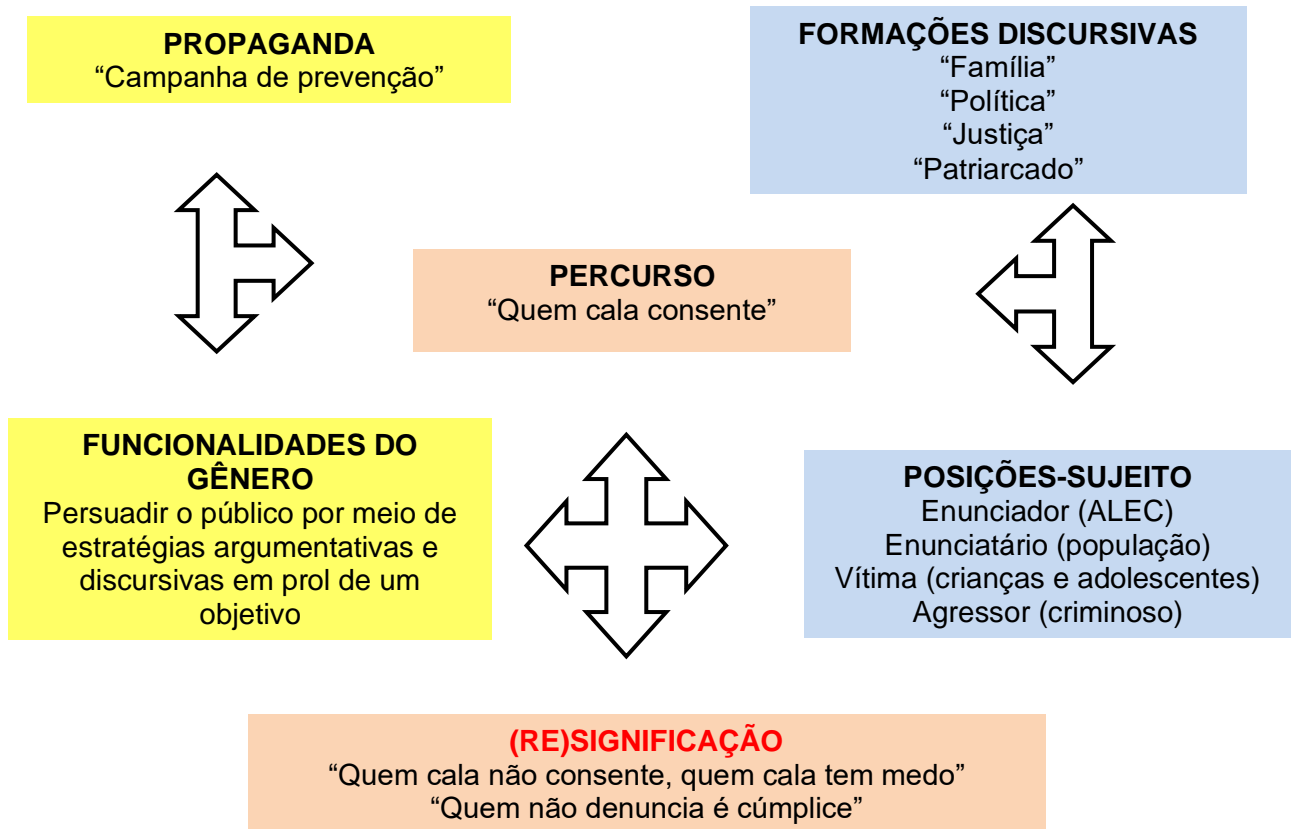 PROPAGANDA
“Campanha de prevenção”
FORMAÇÕES DISCURSIVAS
“Família”
“Política”
“Justiça”
“Patriarcado”
PERCURSO
“Quem cala consente”
FUNCIONALIDADES DO
GÊNERO
Persuadir o público por meio de
estratégias argumentativas e
discursivas em prol de um
objetivo
POSIÇÕES-SUJEITO
Enunciador (ALEC)
Enunciatário (população)
Vítima (crianças e adolescentes)
Agressor (criminoso)
(RE)SIGNIFICAÇÃO
“Quem cala não consente, quem cala tem medo”
“Quem não denuncia é cúmplice”